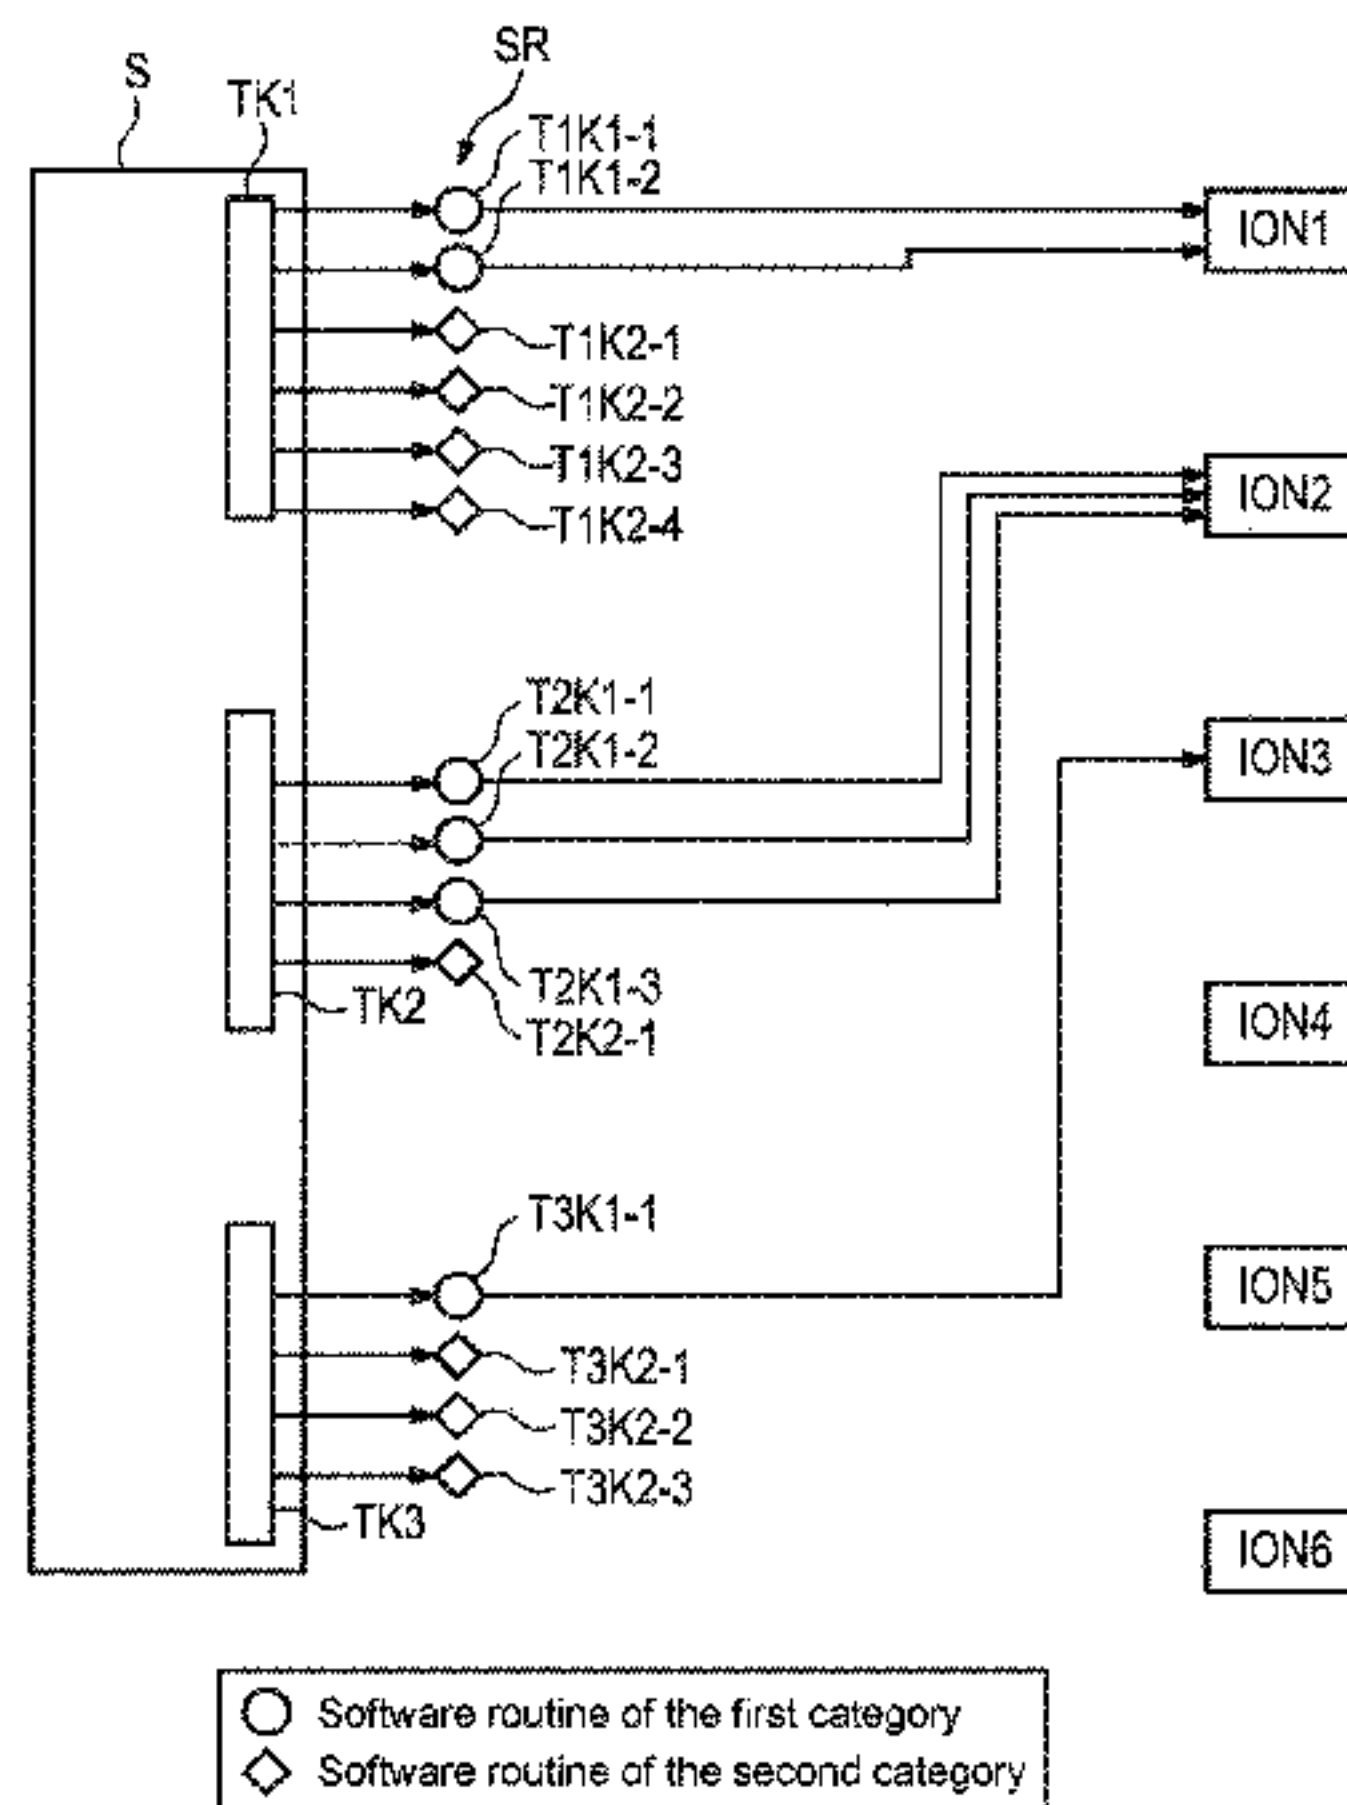 SR
S
TK1
T1K1-1
T1K1-2
ION1
T1K2-1
T1K2-2
T1K2-3
T1K2-4
ION2
T2K1-1
T2K1-2
ION3
T2K1-3
TK2
T2K2-1
ION4
T3K1-1
ION5
T3K2-1
T3K2-2
T3K2-3
TK3
ION6
Software routine of the first category
Software routine of the second category